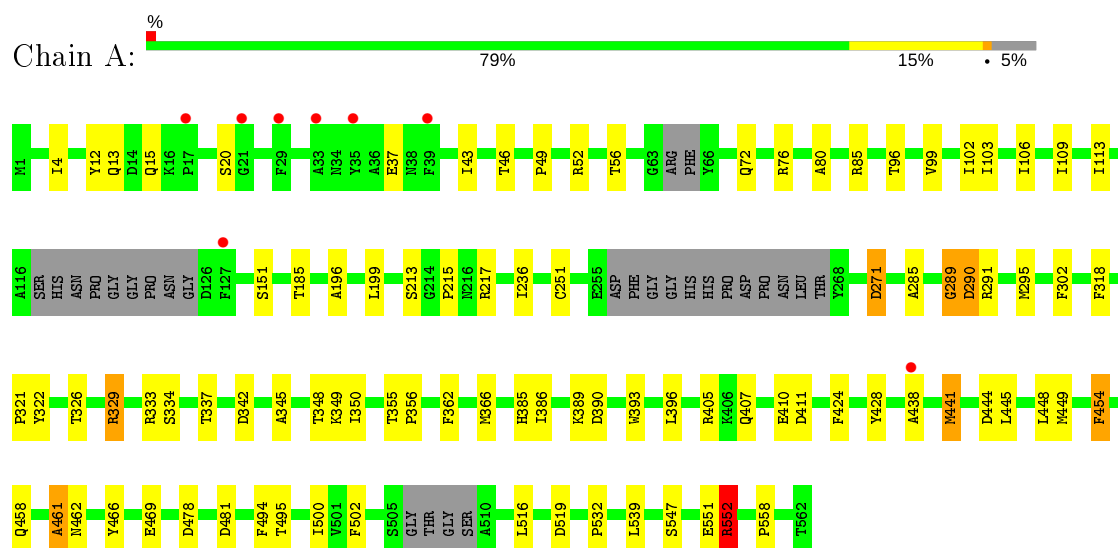 %
Chain A:
79% 15% • 5%
M1 I4 Y12 Q13 D14 Q15 K16 P17 S20 G21 F29 A33 N34 Y35 A36 E37 N38 F39 I43 T46 P49 R52 T56 G63 ARG PHE Y66 Q72 R76 A80 R85 T96 V99 I102 I103 I106 I109 I113
A116 SER HIS ASN PRO GLY GLY PRO ASN GLY D126 F127 S151 T185 A196 L199 S213 G214 P215 N216 R217 I236 C251 E255 ASP PHE GLY GLY HIS HIS PRO ASP PRO ASN LEU THR Y268 D271 A285 G289 D290 R291 M295 F302 F318
P321 Y322 T326 R329 R333 S334 T337 D342 A345 T348 K349 I350 T355 P356 F362 M366 H385 I386 K389 D390 W393 L396 R405 K406 Q407 E410 D411 F424 Y428 A438 M441 D444 L445 L448 M449 F454
Q458 A461 N462 Y466 E469 D478 D481 F494 T495 I500 V501 F502 S505 GLY THR GLY SER A510 L516 D519 P532 L539 S547 E551 R552 P558 T562